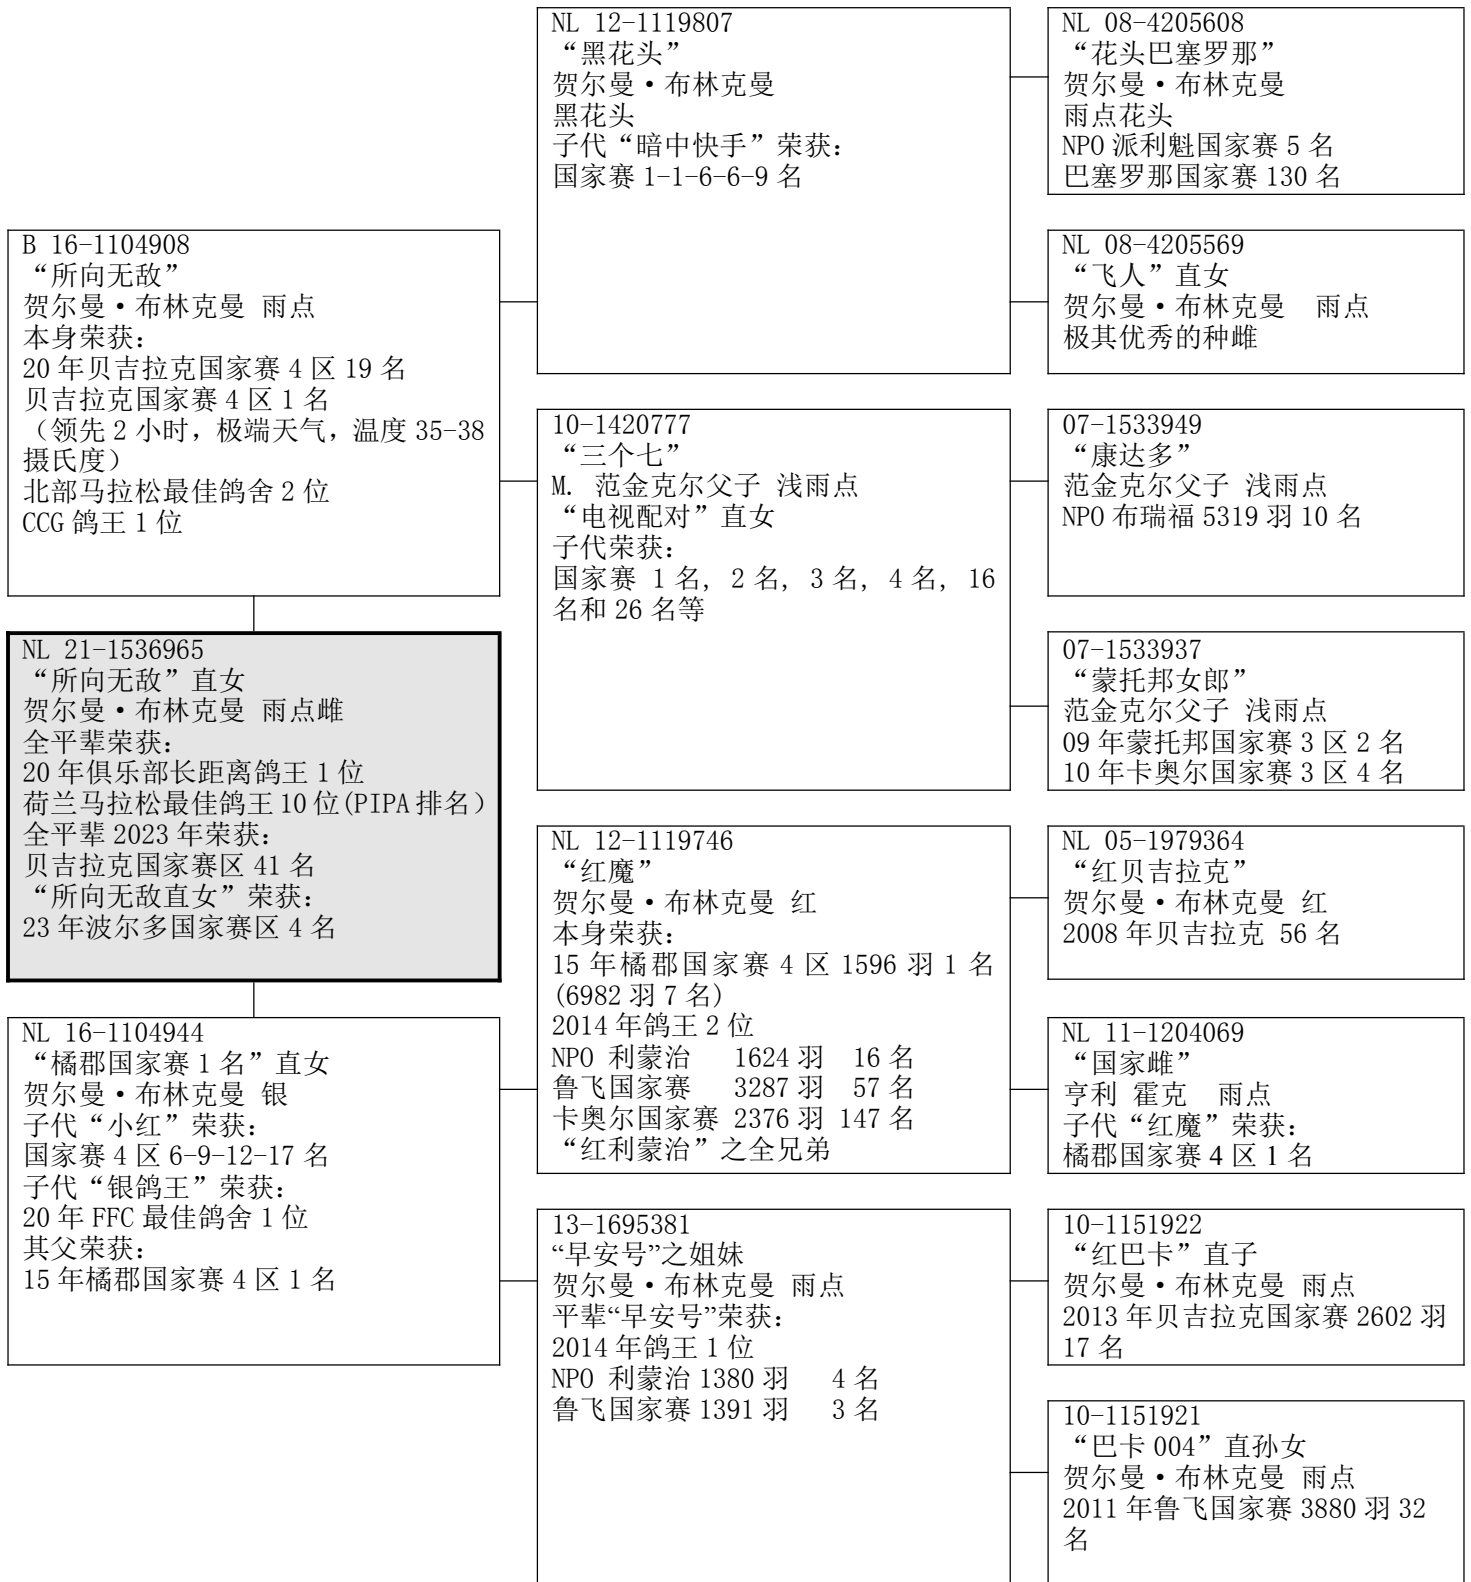 NL 12-1119807
“黑花头”
贺尔曼·布林克曼
黑花头
子代“暗中快手”荣获：
国家赛 1-1-6-6-9 名
NL 08-4205608
“花头巴塞罗那”
贺尔曼·布林克曼
雨点花头
NPO 派利魁国家赛 5 名
巴塞罗那国家赛 130 名
B 16-1104908
“所向无敌”
贺尔曼·布林克曼 雨点
本身荣获：
20 年贝吉拉克国家赛 4 区 19 名
贝吉拉克国家赛 4 区 1 名
（领先 2 小时，极端天气，温度 35-38
摄氏度）
北部马拉松最佳鸽舍 2 位
CCG 鸽王 1 位
NL 08-4205569
“飞人”直女
贺尔曼·布林克曼 雨点
极其优秀的种雌
10-1420777
“三个七”
M. 范金克尔父子 浅雨点
“电视配对”直女
子代荣获：
国家赛 1 名, 2 名, 3 名, 4 名, 16
名和 26 名等
07-1533949
“康达多”
范金克尔父子 浅雨点
NPO 布瑞福 5319 羽 10 名
NL 21-1536965
“所向无敌”直女
贺尔曼·布林克曼 雨点雌
全平辈荣获：
20 年俱乐部长距离鸽王 1 位
荷兰马拉松最佳鸽王 10 位(PIPA 排名）
全平辈 2023 年荣获：
贝吉拉克国家赛区 41 名
“所向无敌直女”荣获：
23 年波尔多国家赛区 4 名
07-1533937
“蒙托邦女郎”
范金克尔父子 浅雨点
09 年蒙托邦国家赛 3 区 2 名
10 年卡奥尔国家赛 3 区 4 名
NL 12-1119746
“红魔”
贺尔曼·布林克曼 红
本身荣获：
15 年橘郡国家赛 4 区 1596 羽 1 名
(6982 羽 7 名)
2014 年鸽王 2 位
NPO 利蒙治 1624 羽 16 名
鲁飞国家赛 3287 羽 57 名
卡奥尔国家赛 2376 羽 147 名
“红利蒙治”之全兄弟
NL 05-1979364
“红贝吉拉克”
贺尔曼·布林克曼 红
2008 年贝吉拉克 56 名
NL 16-1104944
“橘郡国家赛 1 名”直女
贺尔曼·布林克曼 银
子代“小红”荣获：
国家赛 4 区 6-9-12-17 名
子代“银鸽王”荣获：
20 年 FFC 最佳鸽舍 1 位
其父荣获：
15 年橘郡国家赛 4 区 1 名
NL 11-1204069
“国家雌”
亨利 霍克 雨点
子代“红魔”荣获：
橘郡国家赛 4 区 1 名
13-1695381
“早安号”之姐妹
贺尔曼·布林克曼 雨点
平辈“早安号”荣获：
2014 年鸽王 1 位
NPO 利蒙治 1380 羽 4 名
鲁飞国家赛 1391 羽 3 名
10-1151922
“红巴卡”直子
贺尔曼·布林克曼 雨点
2013 年贝吉拉克国家赛 2602 羽
17 名
10-1151921
“巴卡 004”直孙女
贺尔曼·布林克曼 雨点
2011 年鲁飞国家赛 3880 羽 32
名